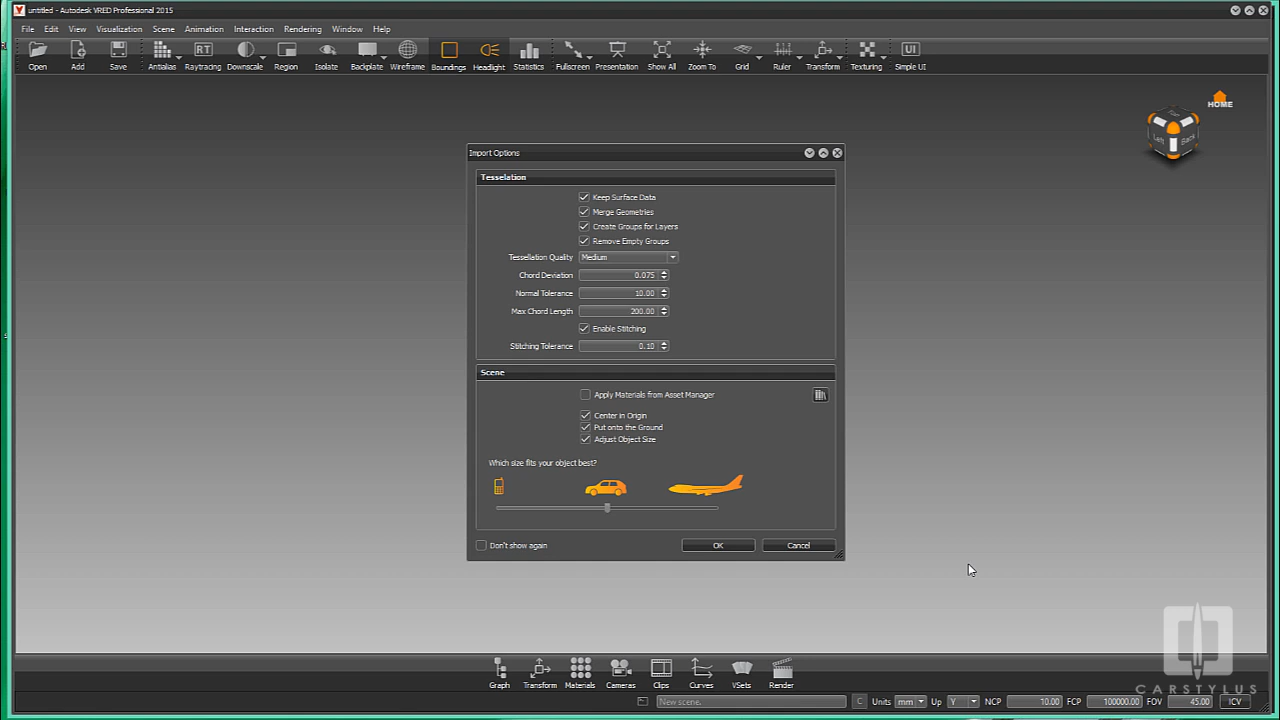 untitled - Autodesk VRED Professional 2015
File Edit View Visualization Scene Animation Interaction Rendering Window Help
RT UI
Open Add Save Antialias Raytracing Downscale Region Isolate Backplate Wireframe Boundings Headlight Statistics Fullscreen Presentation Show All Zoom To Grid Ruler Transform Texturing Simple UI
HOME
Left Back
Import Options
Tesselation
Keep Surface Data
Merge Geometries
Create Groups for Layers
Remove Empty Groups
Tessellation Quality Medium
Chord Deviation 0.075
Normal Tolerance 10.00
Max Chord Length 200.00
Enable Stitching
Stitching Tolerance 0.10
Scene
Apply Materials from Asset Manager
Center in Origin
Put onto the Ground
Adjust Object Size
Which size fits your object best?
Don't show again OK Cancel
Graph Transform Materials Cameras Clips Curves VSets Render
CARSTYLUS
New scene. C Units mm Up Y NCP 10.00 FCP 100000.00 FOV 45.00 ICV